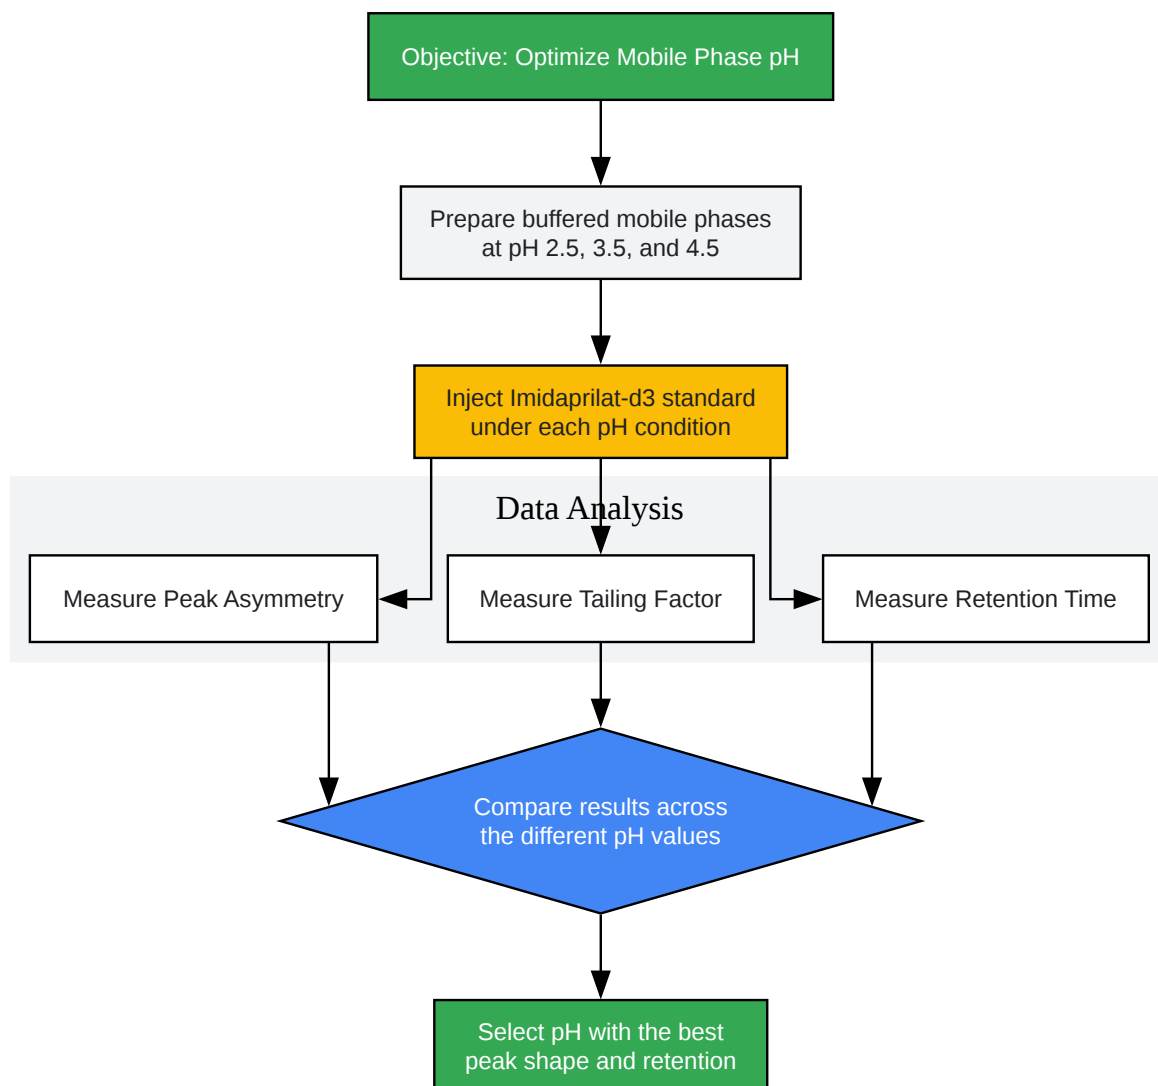 Objective: Optimize Mobile Phase pH
Prepare buffered mobile phases
at pH 2.5, 3.5, and 4.5
Inject Imidaprilat-d3 standard
under each pH condition
Data Analysis
Measure Peak Asymmetry
Measure Tailing Factor
Measure Retention Time
Compare results across
the different pH values
Select pH with the best
peak shape and retention